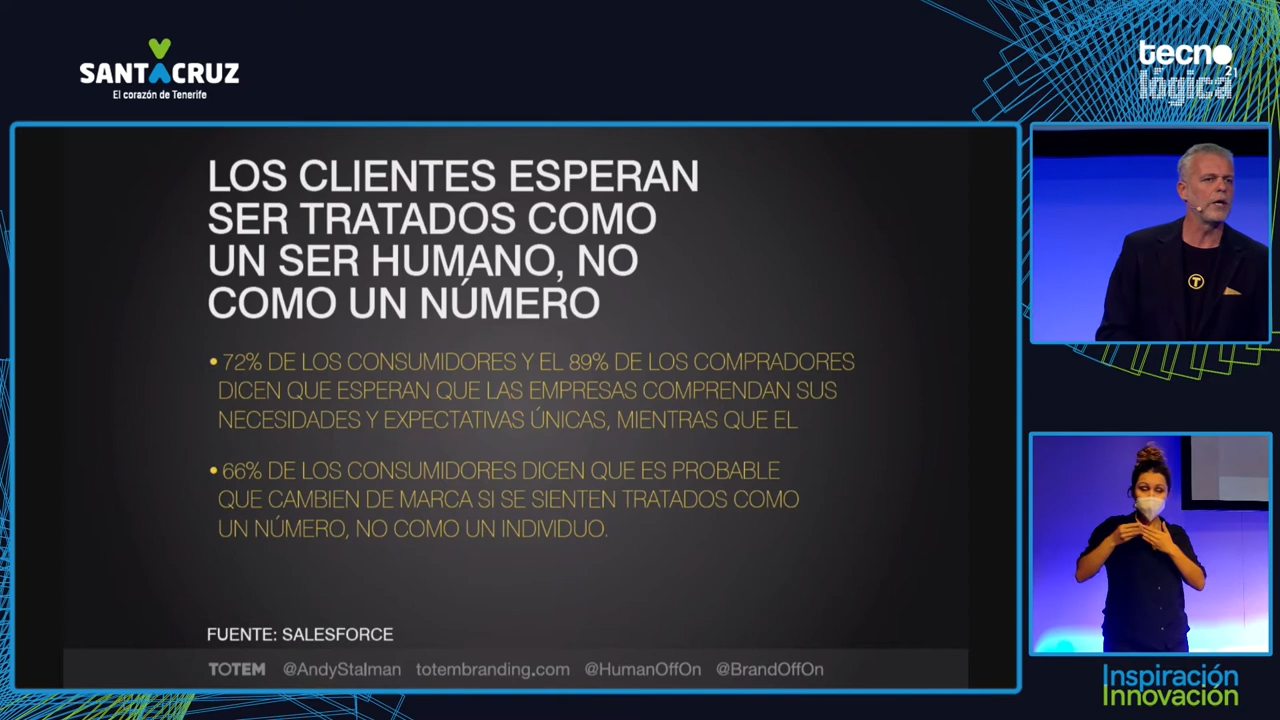 SANTACRUZ
El corazón de Tenerife
tecno
lógica
21
LOS CLIENTES ESPERAN
SER TRATADOS COMO
UN SER HUMANO, NO
COMO UN NÚMERO
• 72% DE LOS CONSUMIDORES Y EL 89% DE LOS COMPRADORES
DICEN QUE ESPERAN QUE LAS EMPRESAS COMPRENDAN SUS
NECESIDADES Y EXPECTATIVAS ÚNICAS, MIENTRAS QUE EL
• 66% DE LOS CONSUMIDORES DICEN QUE ES PROBABLE
QUE CAMBIEN DE MARCA SI SE SIENTEN TRATADOS COMO
UN NÚMERO, NO COMO UN INDIVIDUO.
FUENTE: SALESFORCE
TOTEM @AndyStalman totembranding.com @HumanOffOn @BrandOffOn
T
Inspiración
Innovación